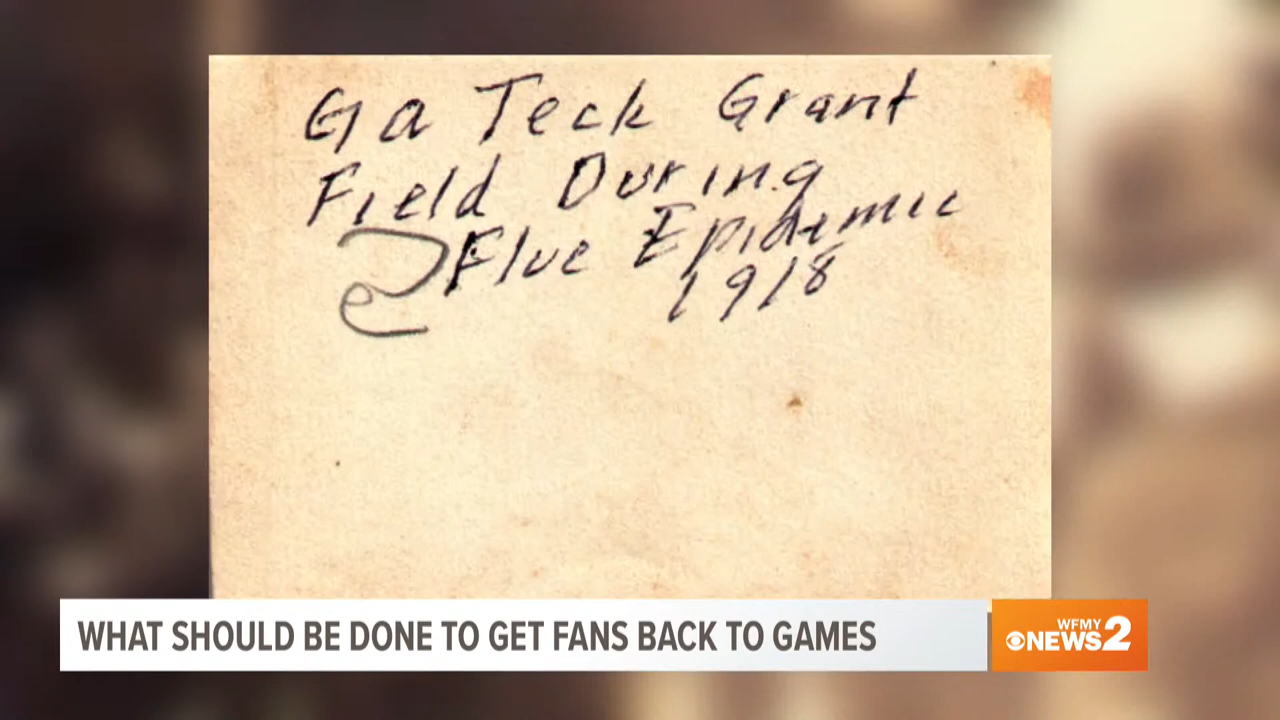 Ga Teck Grant
Field During
Flue Epidemic
1918
WHAT SHOULD BE DONE TO GET FANS BACK TO GAMES
WFMY
NEWS 2